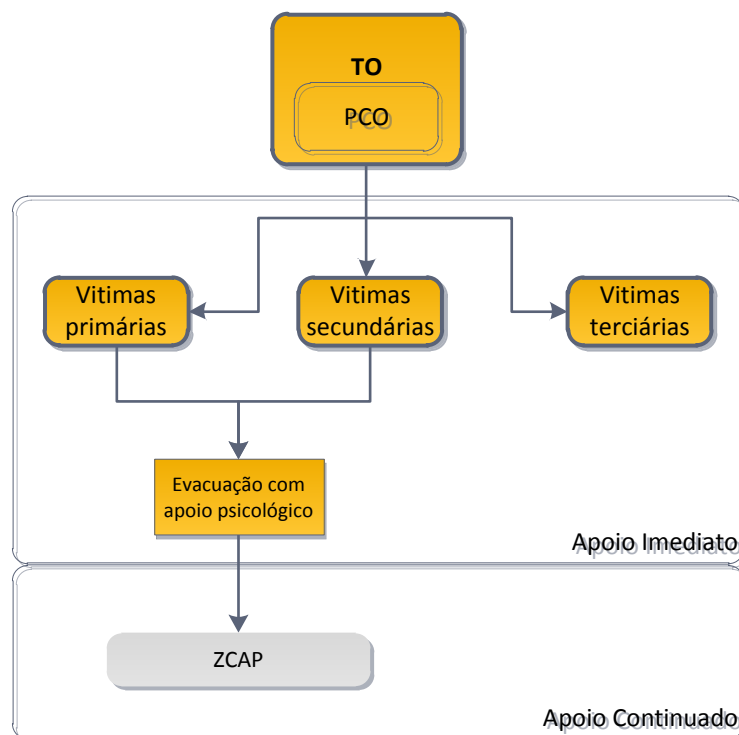 TO
PCO
Vitimas
primárias
Vitimas
secundárias
Vitimas
terciárias
Evacuação com
apoio psicológico
Apoio Imediato
ZCAP
Apoio Continuado